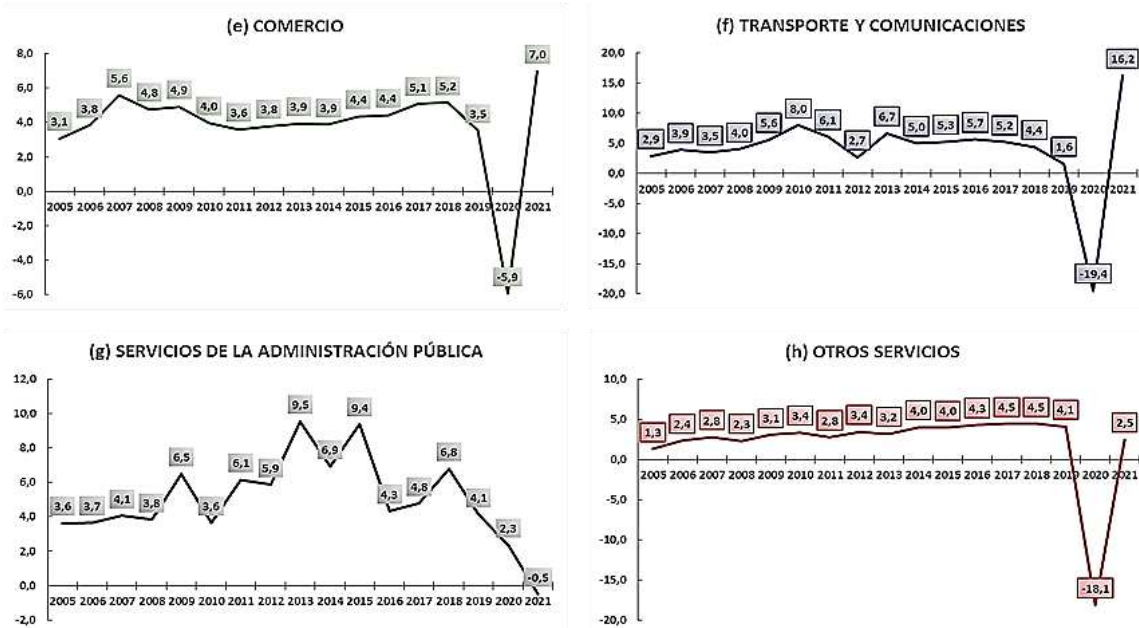 (e) COMERCIO
8,0
6,0
4,0
2,0
0,0
-2,0
-4,0
-6,0
3,1 3,8 5,6 4,8 4,9 4,0 3,6 3,8 3,9 3,9 4,4 4,4 5,1 5,2 3,5 -5,9 7,0
2005 2006 2007 2008 2009 2010 2011 2012 2013 2014 2015 2016 2017 2018 2019 2020 2021
(f) TRANSPORTE Y COMUNICACIONES
20,0
15,0
10,0
5,0
0,0
-5,0
-10,0
-15,0
-20,0
2,9 3,9 3,5 4,0 5,6 8,0 6,1 2,7 6,7 5,0 5,3 5,7 5,2 4,4 1,6 -19,4 16,2
2005 2006 2007 2008 2009 2010 2011 2012 2013 2014 2015 2016 2017 2018 2019 2020 2021
(g) SERVICIOS DE LA ADMINISTRACIÓN PÚBLICA
12,0
10,0
8,0
6,0
4,0
2,0
0,0
-2,0
3,6 3,7 4,1 3,8 6,5 3,6 6,1 5,9 9,5 6,9 9,4 4,3 4,8 6,8 4,1 2,3 -0,5
2005 2006 2007 2008 2009 2010 2011 2012 2013 2014 2015 2016 2017 2018 2019 2020 2021
(h) OTROS SERVICIOS
10,0
5,0
0,0
-5,0
-10,0
-15,0
-20,0
1,3 2,4 2,8 2,3 3,1 3,4 2,8 3,4 3,2 4,0 4,0 4,3 4,5 4,5 4,1 -18,1 2,5
2005 2006 2007 2008 2009 2010 2011 2012 2013 2014 2015 2016 2017 2018 2019 2020 2021